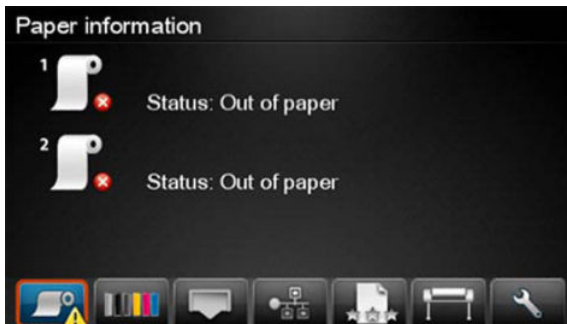 Paper information
1
Status: Out of paper
2
Status: Out of paper